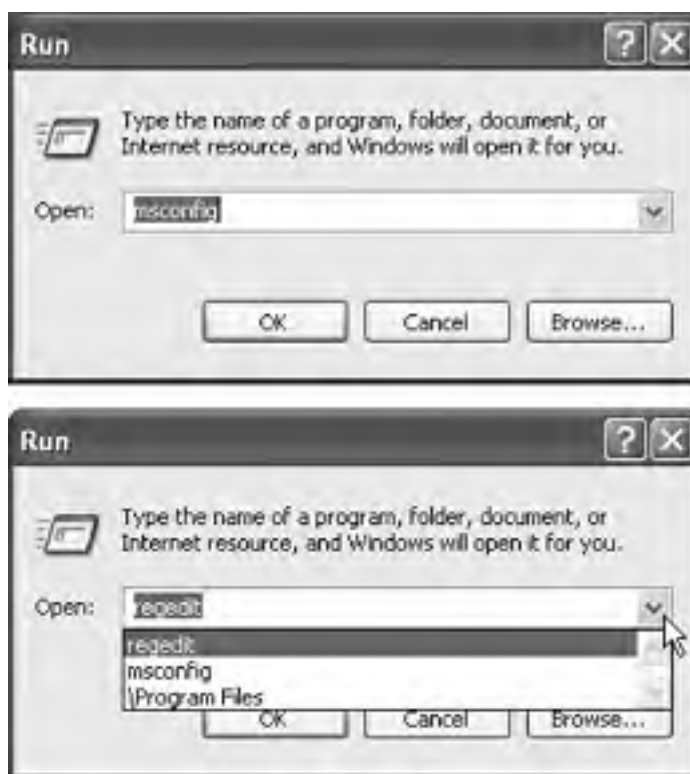 Run
Type the name of a program, folder, document, or
Internet resource, and Windows will open it for you.
Open: msconfig
OK Cancel Browse...
Run
Type the name of a program, folder, document, or
Internet resource, and Windows will open it for you.
Open: regedit
regedit
msconfig
\Program Files
OK Cancel Browse...